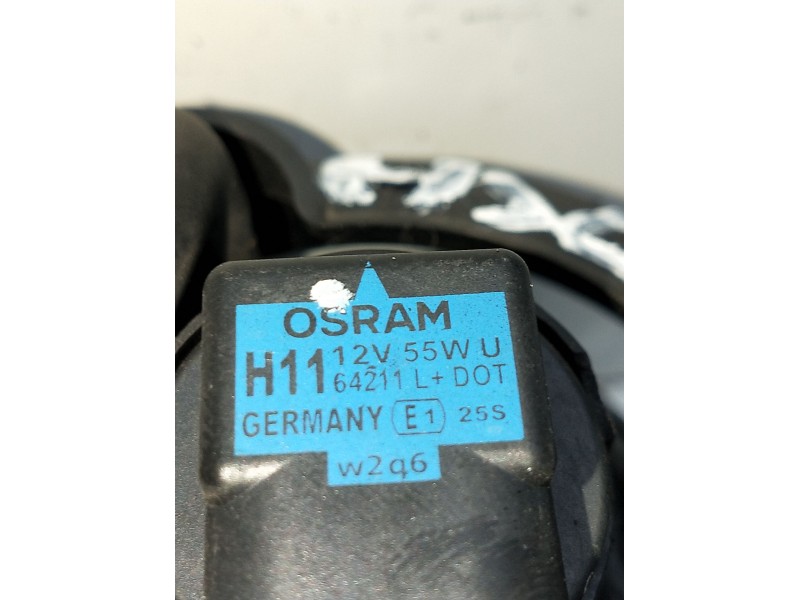 OSRAM
H11 12V 55W U
64211 L+ DOT
GERMANY E1 25S
w2q6